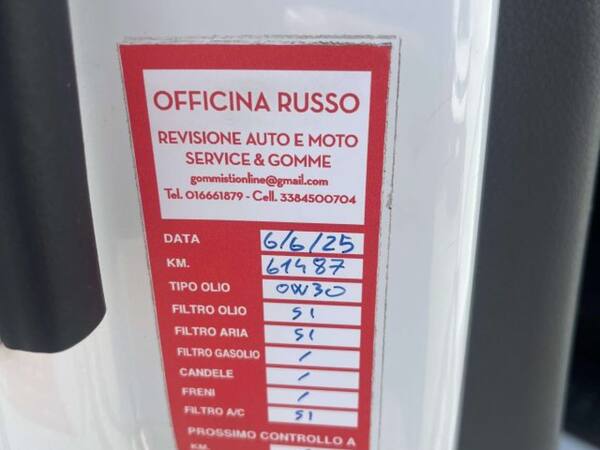 OFFICINA RUSSO
REVISIONE AUTO E MOTO
SERVICE & GOMME
gommistionline@gmail.com
Tel. 016661879 - Cell. 3384500704
DATA 6/6/25
KM. 61487
TIPO OLIO 0W30
FILTRO OLIO SI
FILTRO ARIA SI
FILTRO GASOLIO /
CANDELE /
FRENI /
FILTRO A/C SI
PROSSIMO CONTROLLO A
KM.